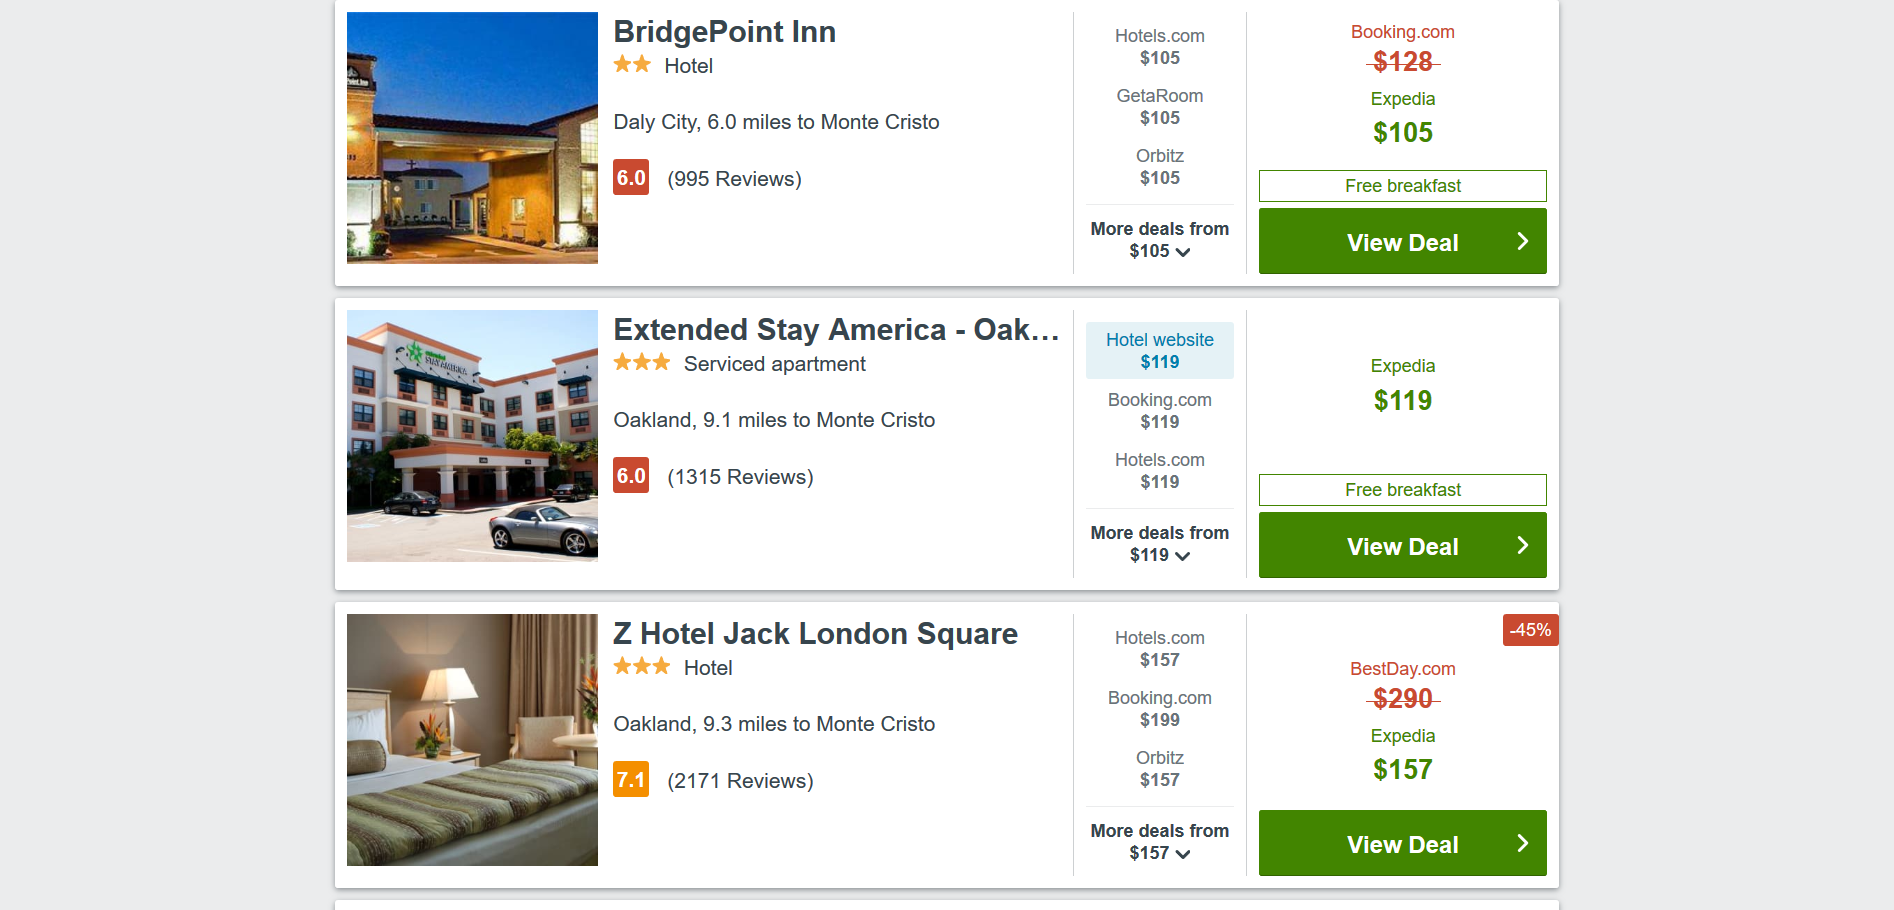 BridgePoint Inn
Hotel
Daly City, 6.0 miles to Monte Cristo
6.0 (995 Reviews)
Hotels.com
$105
GetaRoom
$105
Orbitz
$105
More deals from
$105
Booking.com
$128
Expedia
$105
Free breakfast
View Deal
Extended Stay America - Oak...
Serviced apartment
Oakland, 9.1 miles to Monte Cristo
6.0 (1315 Reviews)
Hotel website
$119
Booking.com
$119
Hotels.com
$119
More deals from
$119
Expedia
$119
Free breakfast
View Deal
extended
STAY AMERICA
Z Hotel Jack London Square
Hotel
Oakland, 9.3 miles to Monte Cristo
7.1 (2171 Reviews)
Hotels.com
$157
Booking.com
$199
Orbitz
$157
More deals from
$157
-45%
BestDay.com
$290
Expedia
$157
View Deal